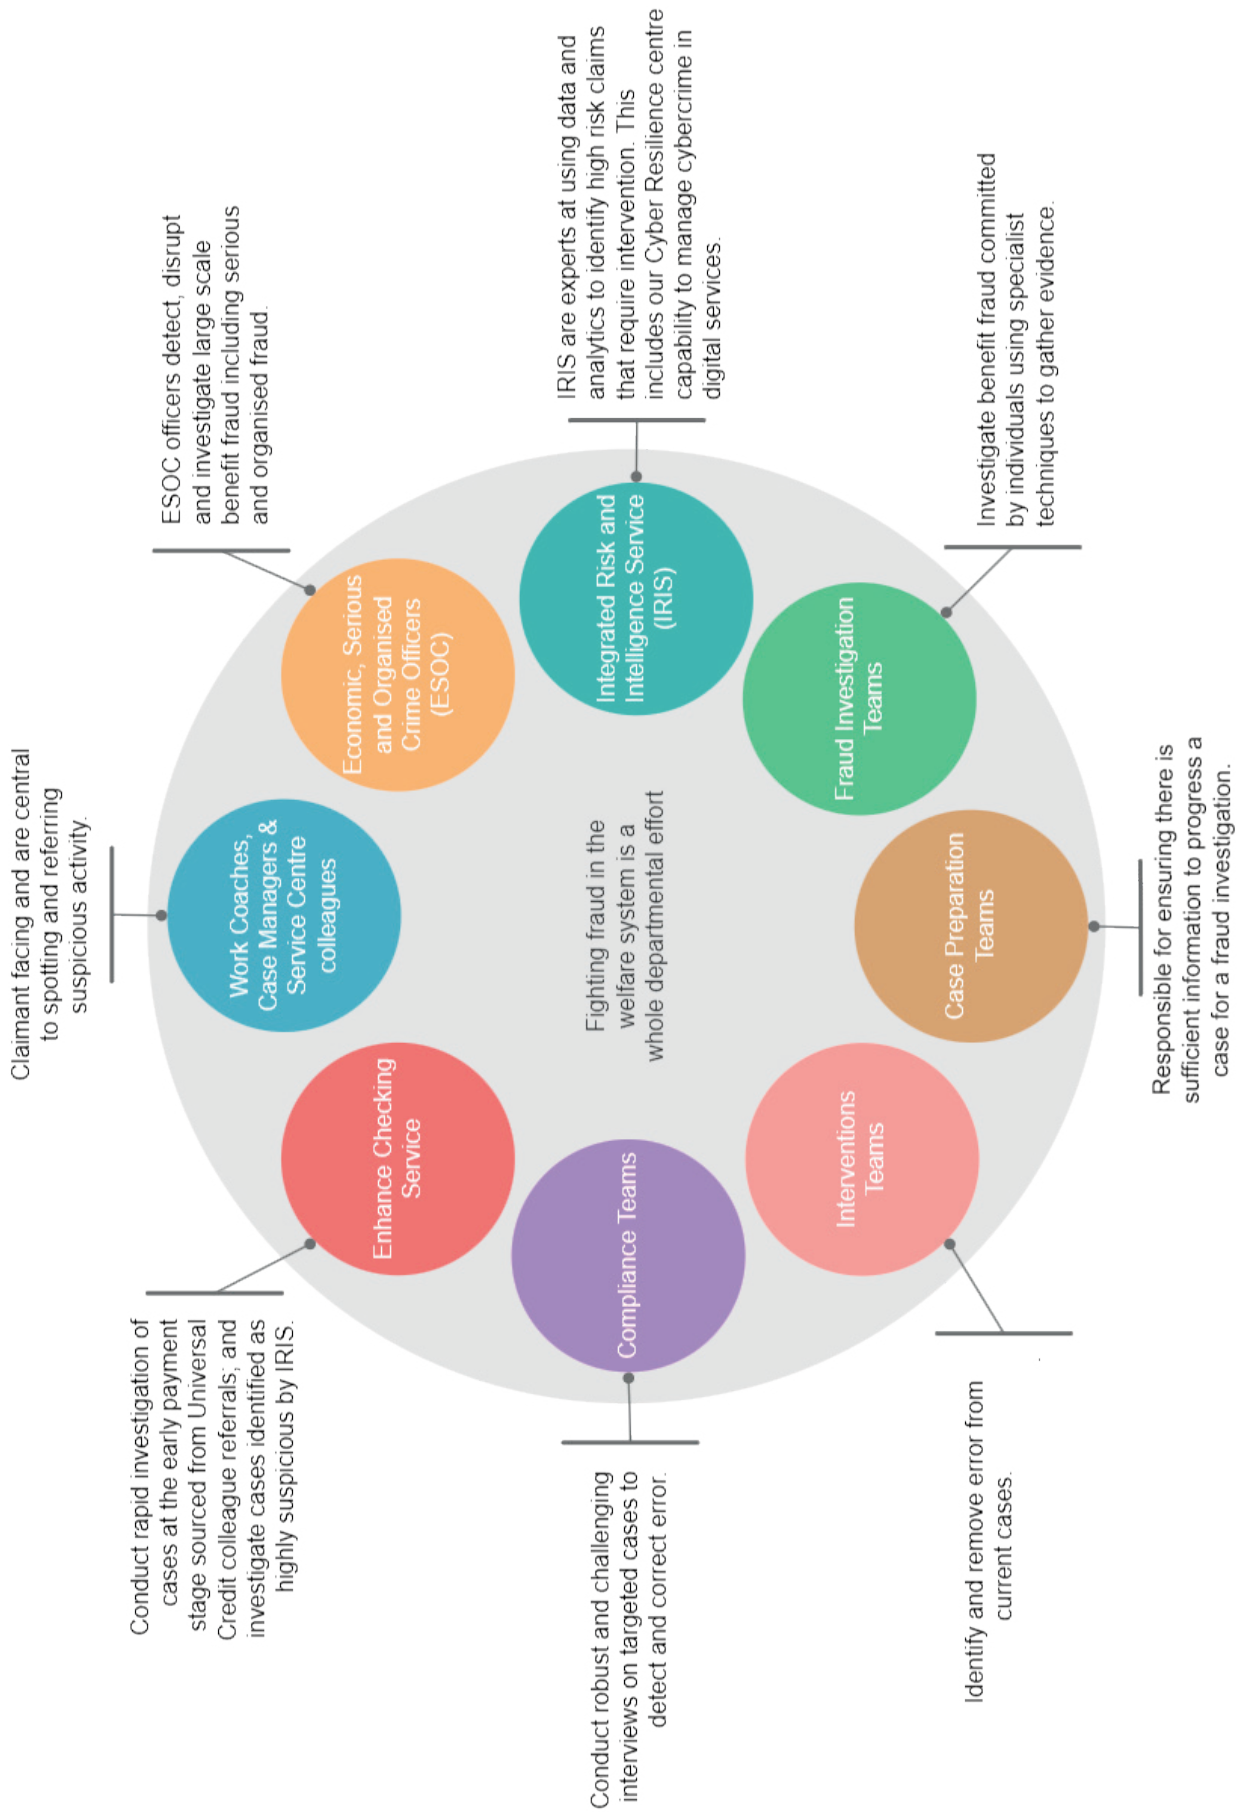 Claimant facing and are central
to spotting and referring
suspicious activity.
Work Coaches,
Case Managers &
Service Centre
colleagues
ESOC officers detect, disrupt
and investigate large scale
benefit fraud including serious
and organised fraud.
Economic, Serious
and Organised
Crime Officers
(ESOC)
IRIS are experts at using data and
analytics to identify high risk claims
that require intervention. This
includes our Cyber Resilience centre
capability to manage cybercrime in
digital services.
Integrated Risk and
Intelligence Service
(IRIS)
Investigate benefit fraud committed
by individuals using specialist
techniques to gather evidence.
Fraud Investigation
Teams
Case Preparation
Teams
Responsible for ensuring there is
sufficient information to progress a
case for a fraud investigation.
Interventions
Teams
Identify and remove error from
current cases.
Compliance Teams
Conduct robust and challenging
interviews on targeted cases to
detect and correct error.
Enhance Checking
Service
Conduct rapid investigation of
cases at the early payment
stage sourced from Universal
Credit colleague referrals; and
investigate cases identified as
highly suspicious by IRIS.
Fighting fraud in the
welfare system is a
whole departmental effort